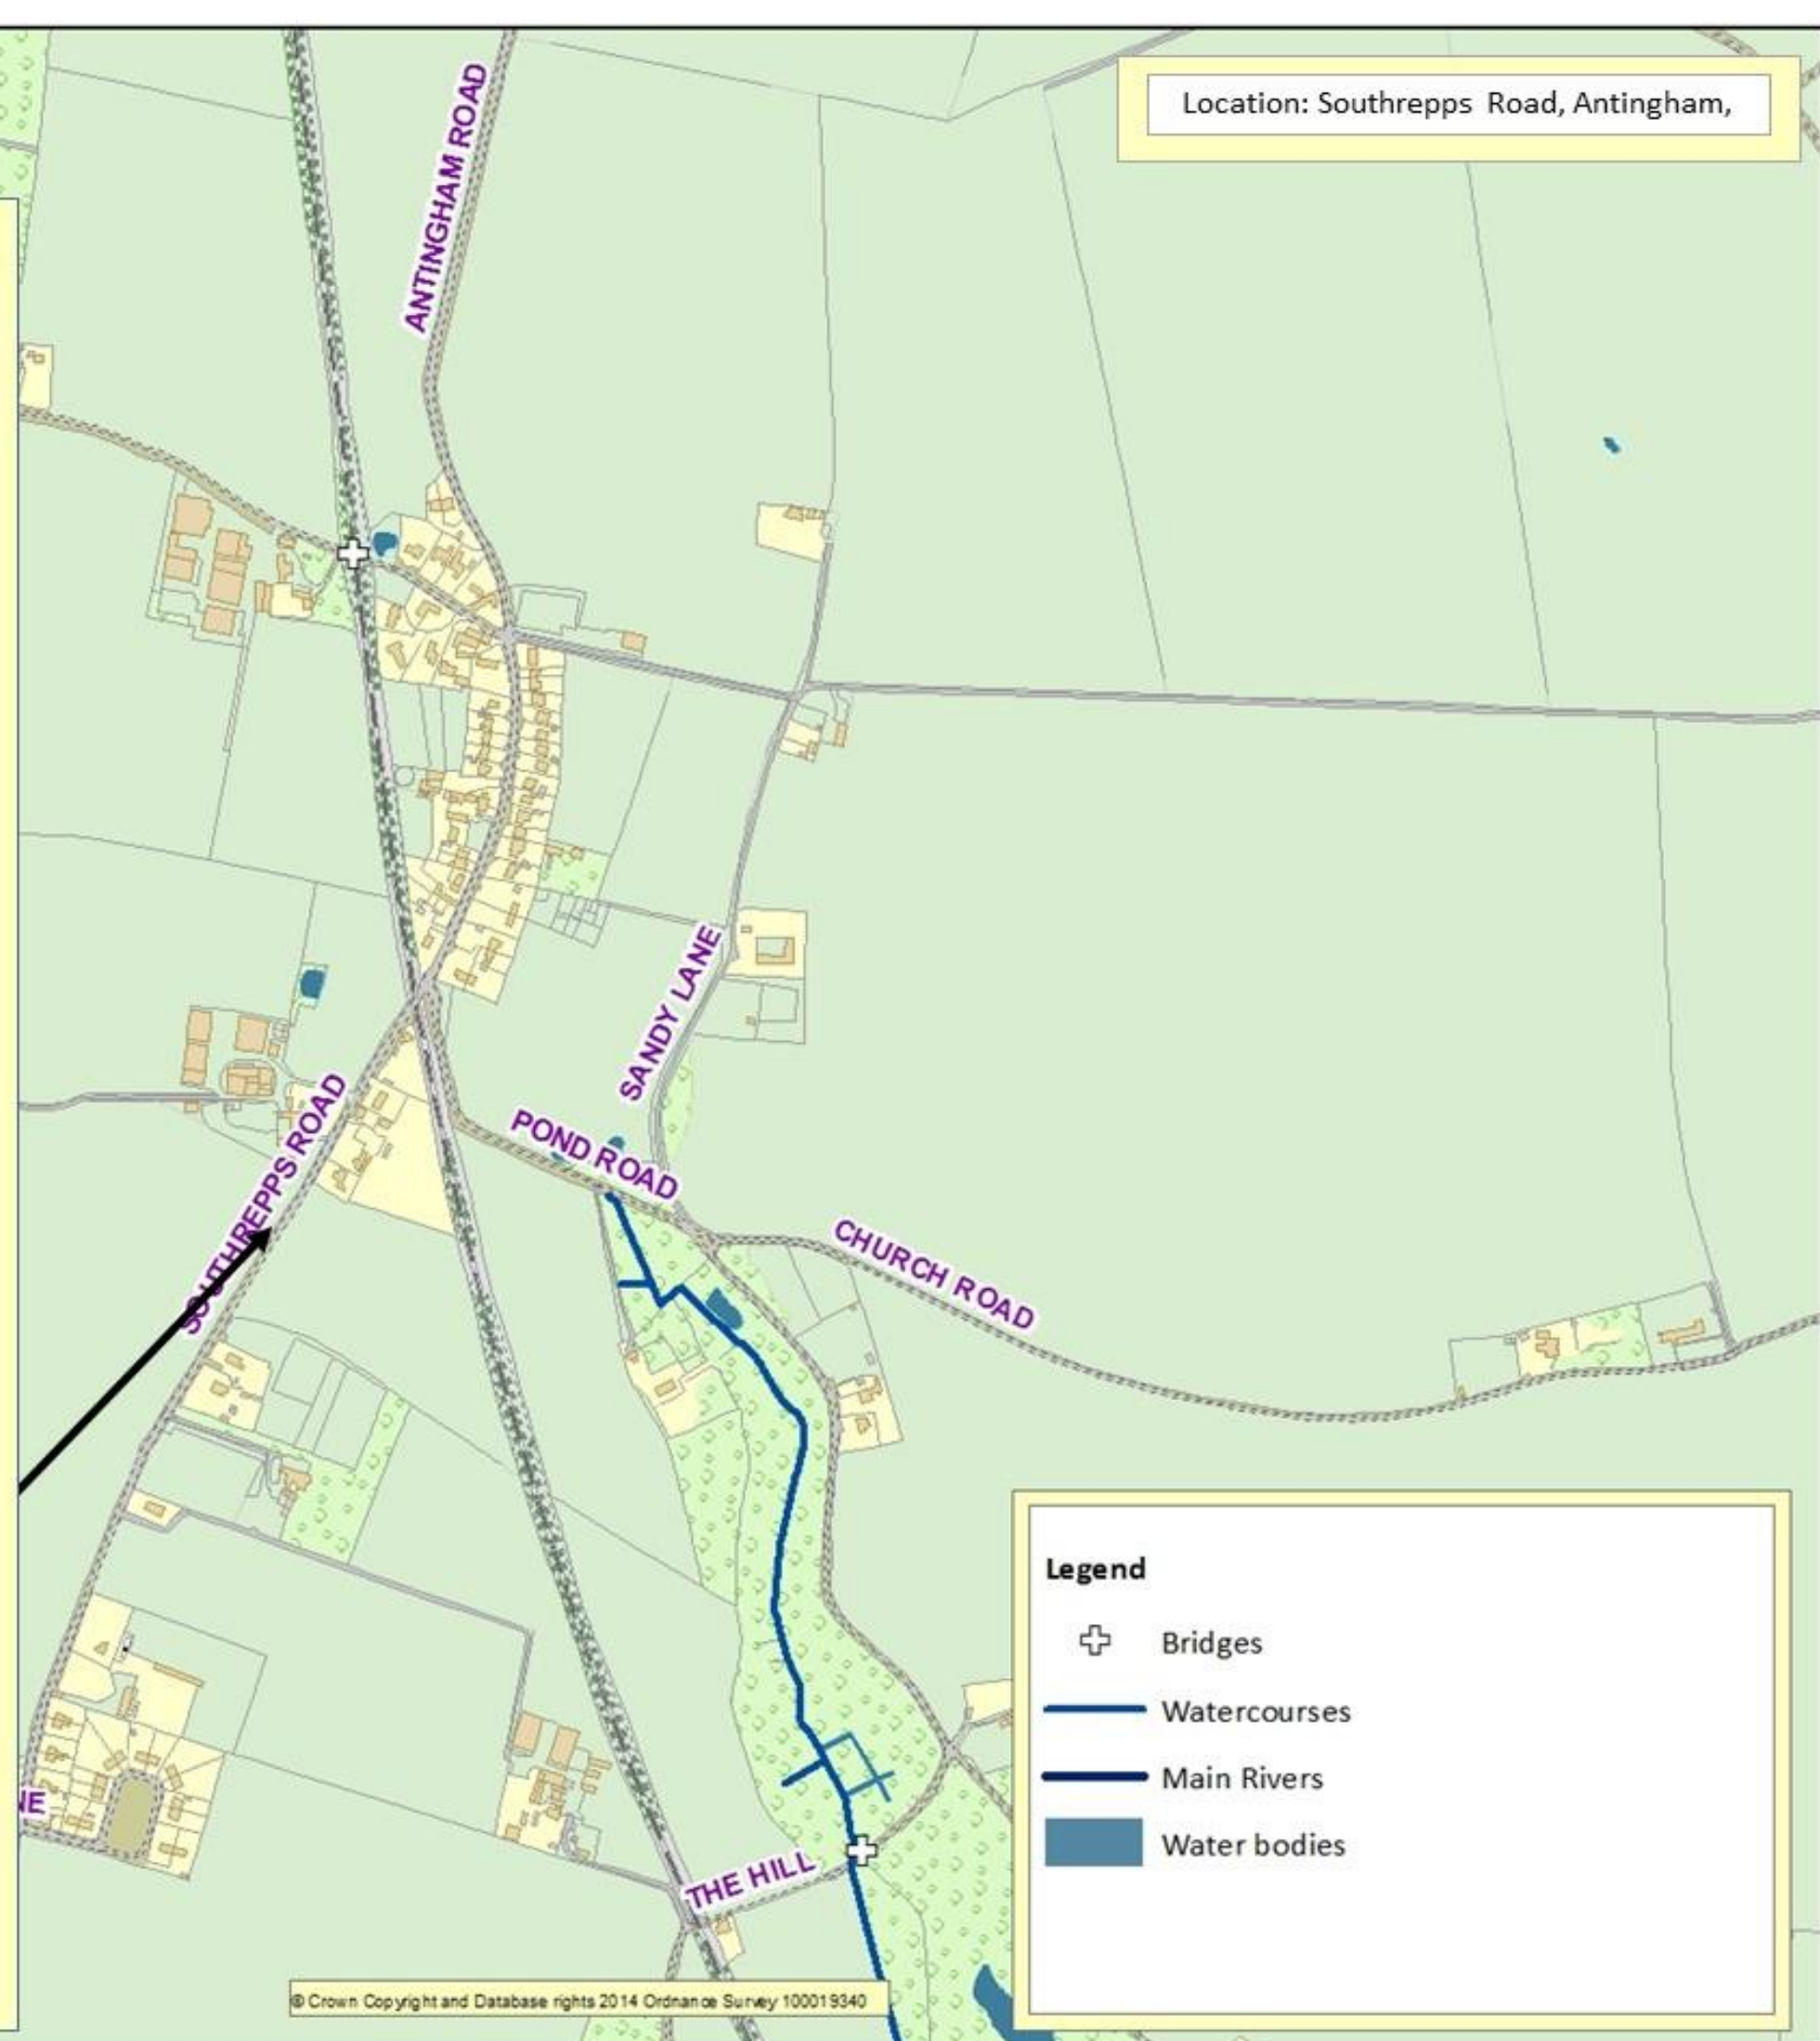 Location: Southrepps Road, Antingham,
ANTINGHAM ROAD
SANDY LANE
POND ROAD
SOUTHREPPS ROAD
CHURCH ROAD
Legend
Bridges
Watercourses
Main Rivers
Water bodies
NE
THE HILL
© Crown Copyright and Database rights 2014 Ordnance Survey 100019340